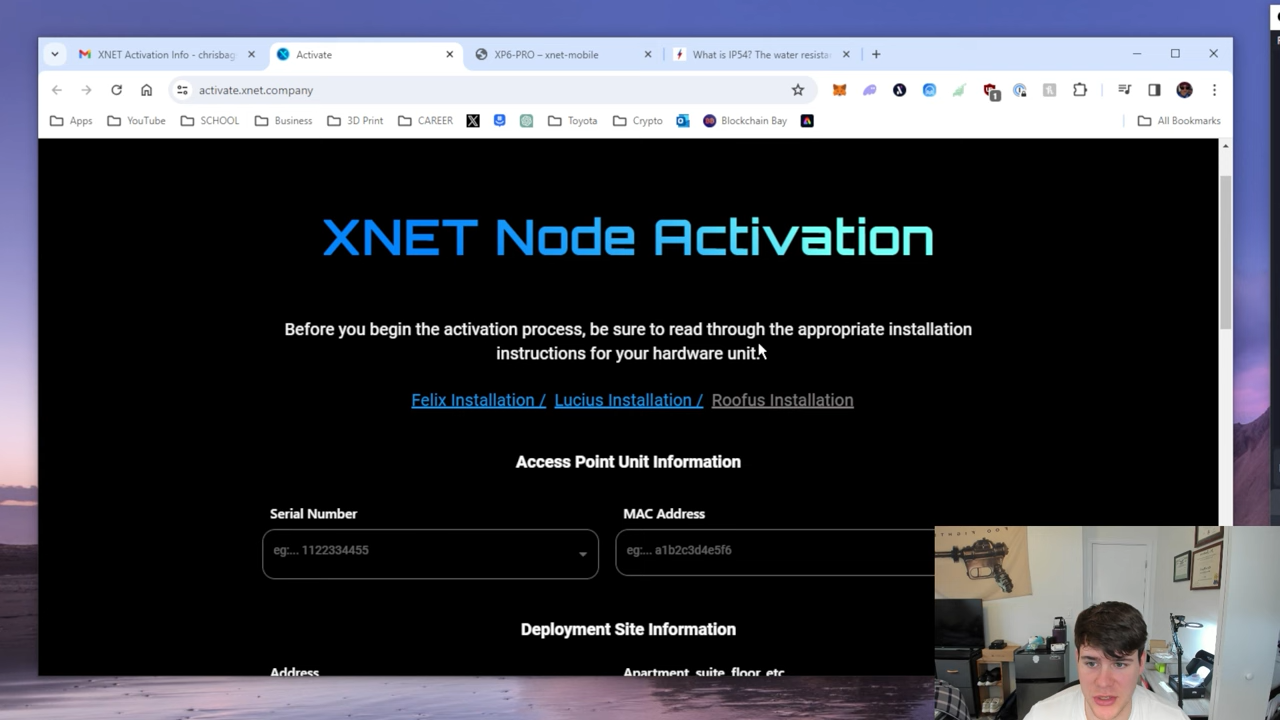 XNET Activation Info - chrisbag
Activate
XP6-PRO – xnet-mobile
What is IP54? The water resista
activate.xnet.company
1
Apps
YouTube
SCHOOL
Business
3D Print
CAREER
Toyota
Crypto
Blockchain Bay
All Bookmarks
XNET Node Activation
Before you begin the activation process, be sure to read through the appropriate installation
instructions for your hardware unit.
Felix Installation / Lucius Installation / Roofus Installation
Access Point Unit Information
Serial Number
MAC Address
eg:... 1122334455
eg:... a1b2c3d4e5f6
Deployment Site Information
Address
Apartment, suite, floor, etc